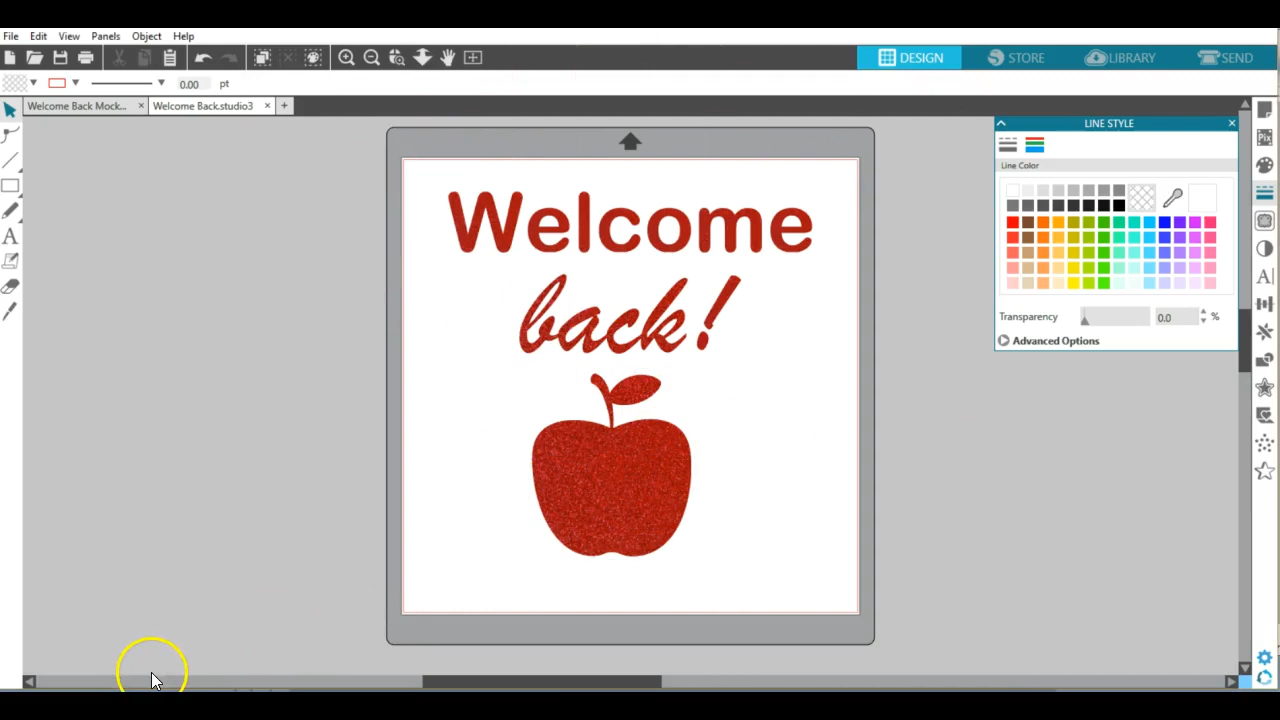 File Edit View Panels Object Help
DESIGN STORE LIBRARY SEND
0.00 pt
Welcome Back Mock... × Welcome Back.studio3 × +
LINE STYLE ×
Pix
Line Color
Welcome
back!
A
A
Transparency 0.0 %
Advanced Options